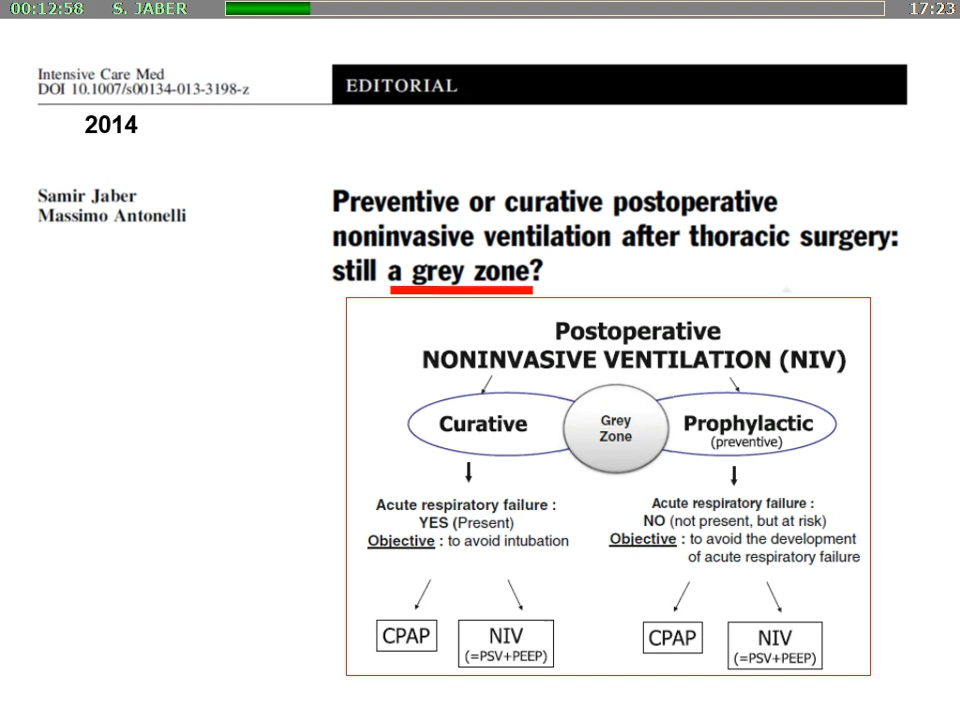 00:12:58 S. JABER 17:23
Intensive Care Med
DOI 10.1007/s00134-013-3198-z
EDITORIAL
2014
Samir Jaber
Massimo Antonelli
Preventive or curative postoperative
noninvasive ventilation after thoracic surgery:
still a grey zone?
Postoperative
NONINVASIVE VENTILATION (NIV)
Curative
Grey
Zone
Prophylactic
(preventive)
Acute respiratory failure :
YES (Present)
Objective : to avoid intubation
Acute respiratory failure :
NO (not present, but at risk)
Objective : to avoid the development
of acute respiratory failure
CPAP
NIV
(=PSV+PEEP)
CPAP
NIV
(=PSV+PEEP)